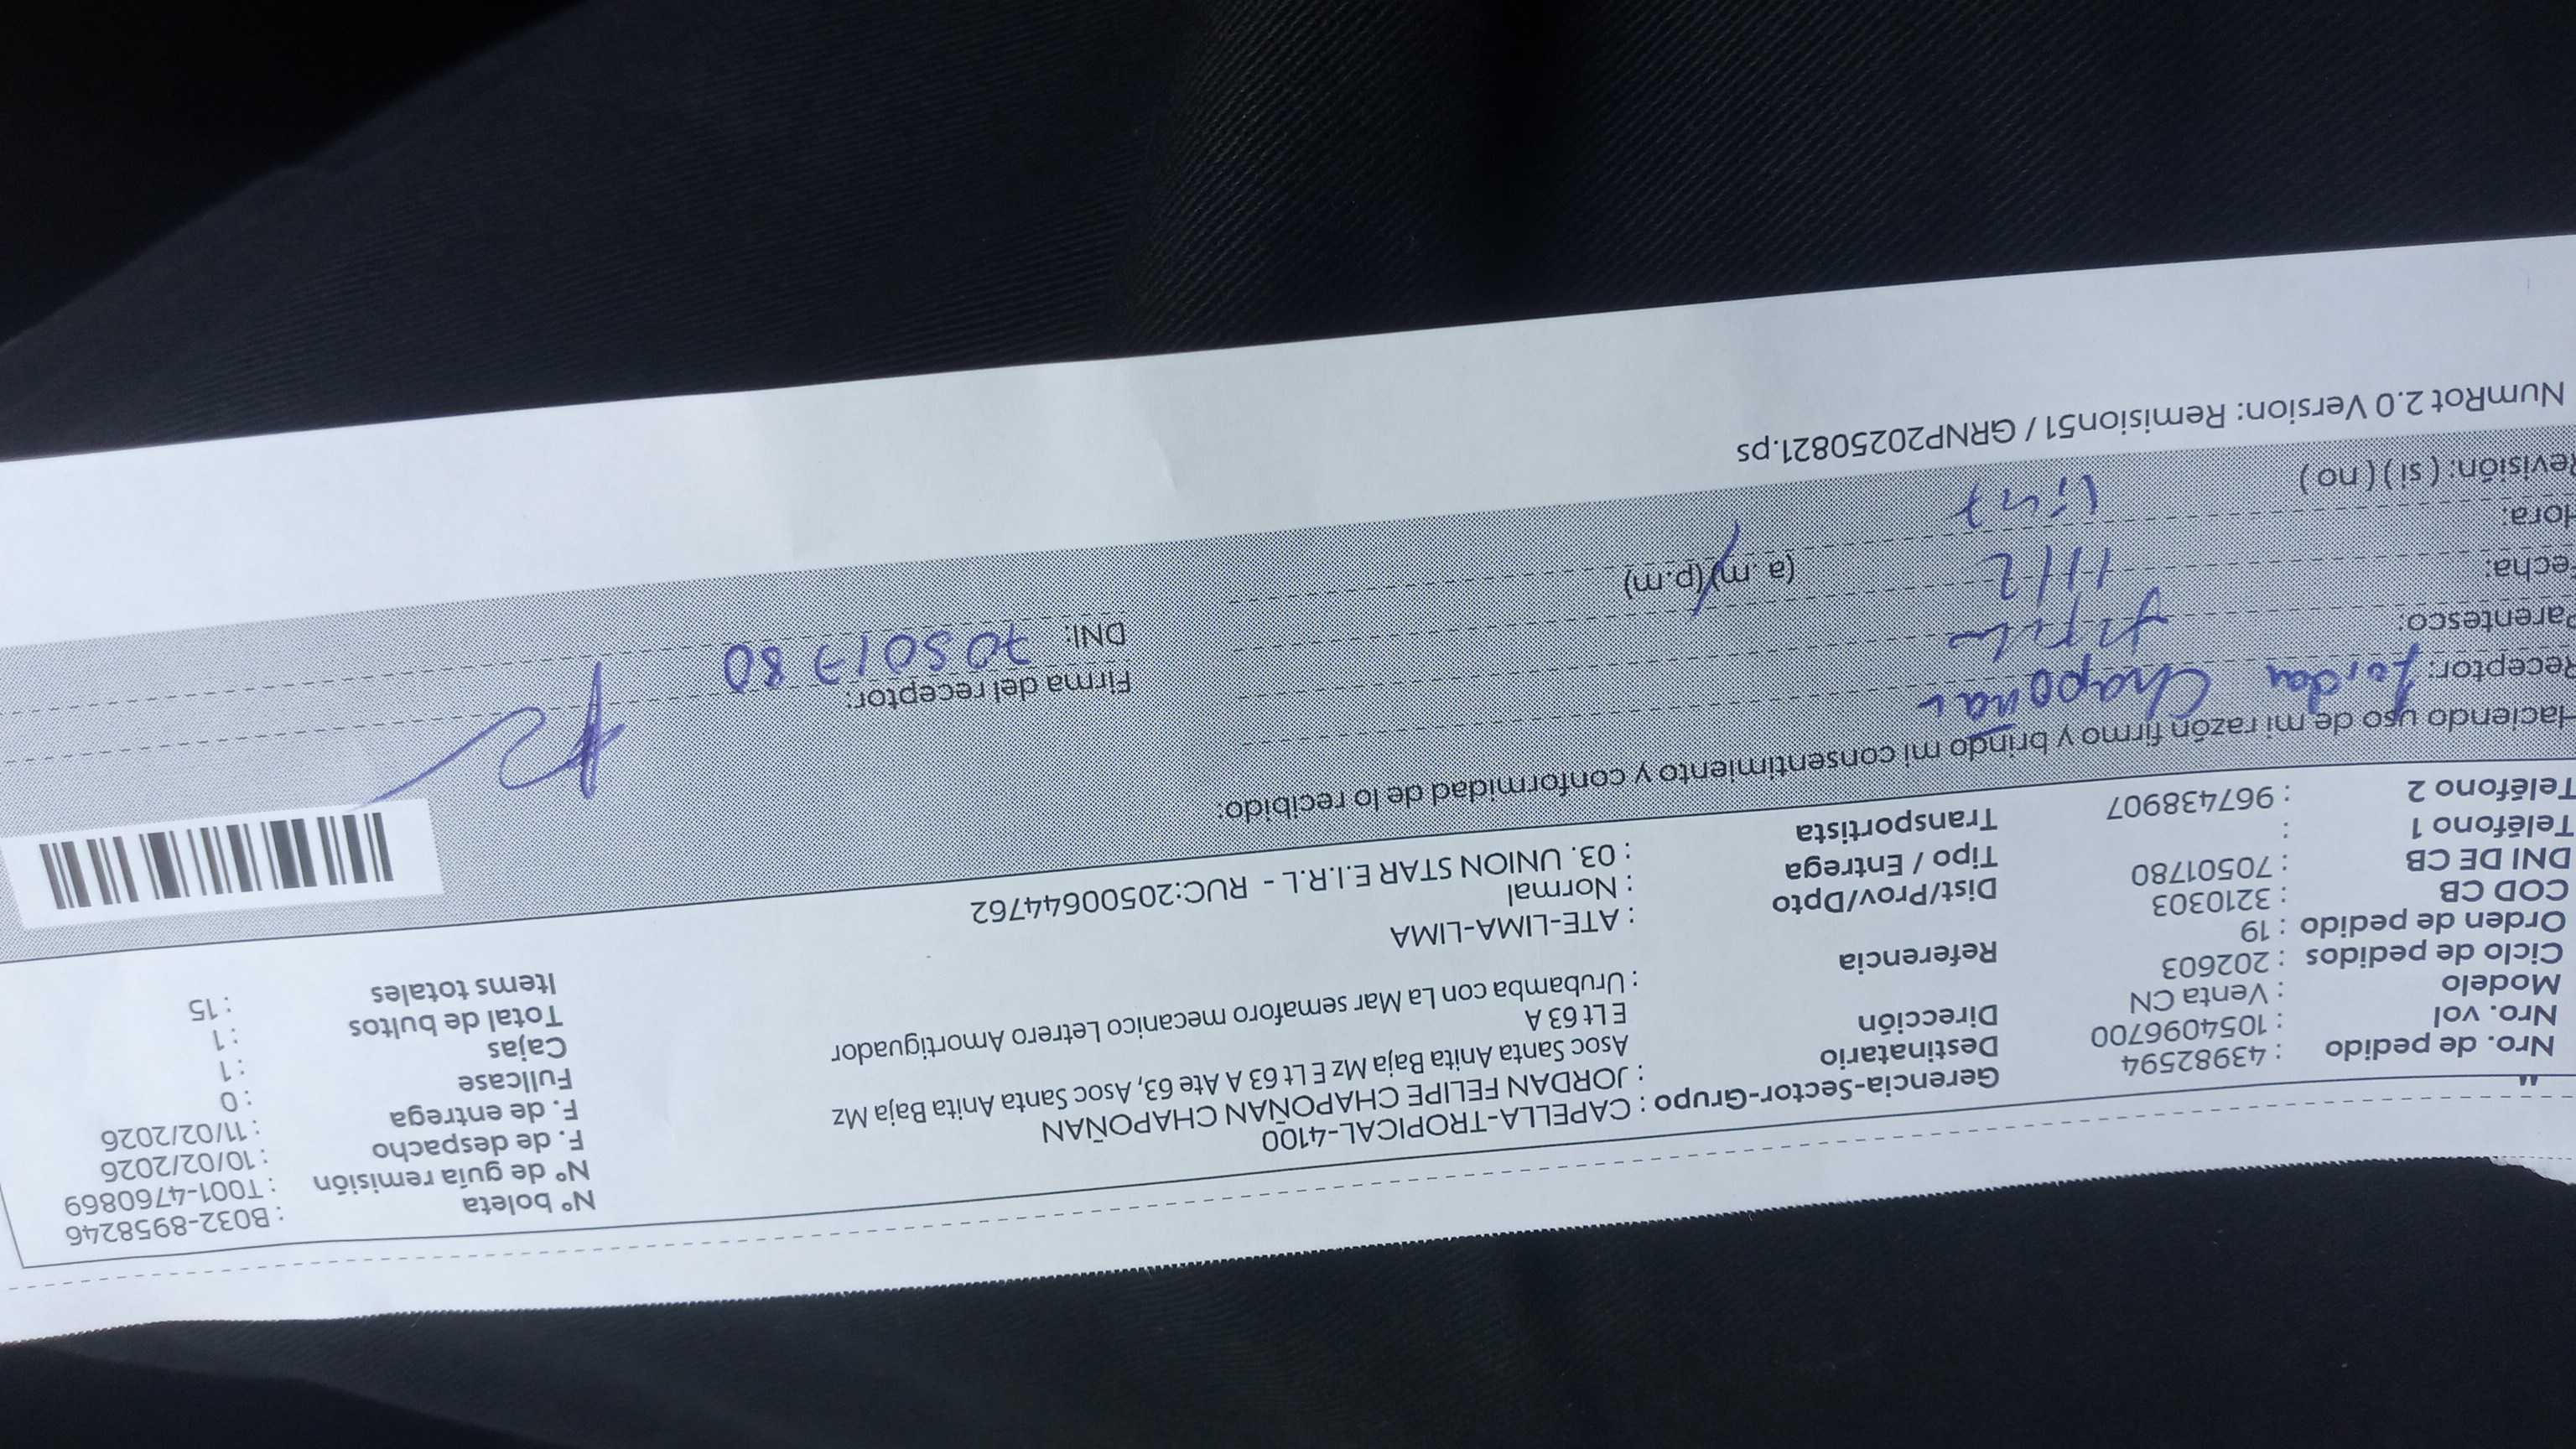 Nro. de pedido : 43982594
Nro. vol : 1054096700
Modelo : Venta CN
Ciclo de pedidos : 202603
Orden de pedido : 19
COD CB : 3210303
DNI DE CB : 70501780
Teléfono 1 :
Teléfono 2 : 967438907
Gerencia-Sector-Grupo : CAPELLA-TROPICAL-4100
Destinatario : JORDAN FELIPE CHAPOÑAN CHAPOÑAN
Dirección : Asoc Santa Anita Baja Mz E Lt 63 A Ate 63, Asoc Santa Anita Baja Mz
E Lt 63 A
Referencia : Urubamba con La Mar semaforo mecanico Letrero Amortiguador
Dist/Prov/Dpto : ATE-LIMA-LIMA
Tipo / Entrega : Normal
Transportista : 03. UNION STAR E.I.R.L - RUC:20500644762
N° boleta : B032-8958246
N° de guía remisión : T001-4760869
F. de despacho : 10/02/2026
F. de entrega : 11/02/2026
Fullcase : 0
Cajas : 1
Total de bultos : 1
Items totales : 15
Haciendo uso de mi razón firmo y brindo mi consentimiento y conformidad de lo recibido:
Receptor: Jordan Chapoñan
Parentesco:
Fecha: 11/2
Hora: (a.m)(p.m)
Revisión: (si) (no)
Firma del receptor:
DNI: 70501780
NumRot 2.0 Version: Remision51 / GRNP20250821.ps